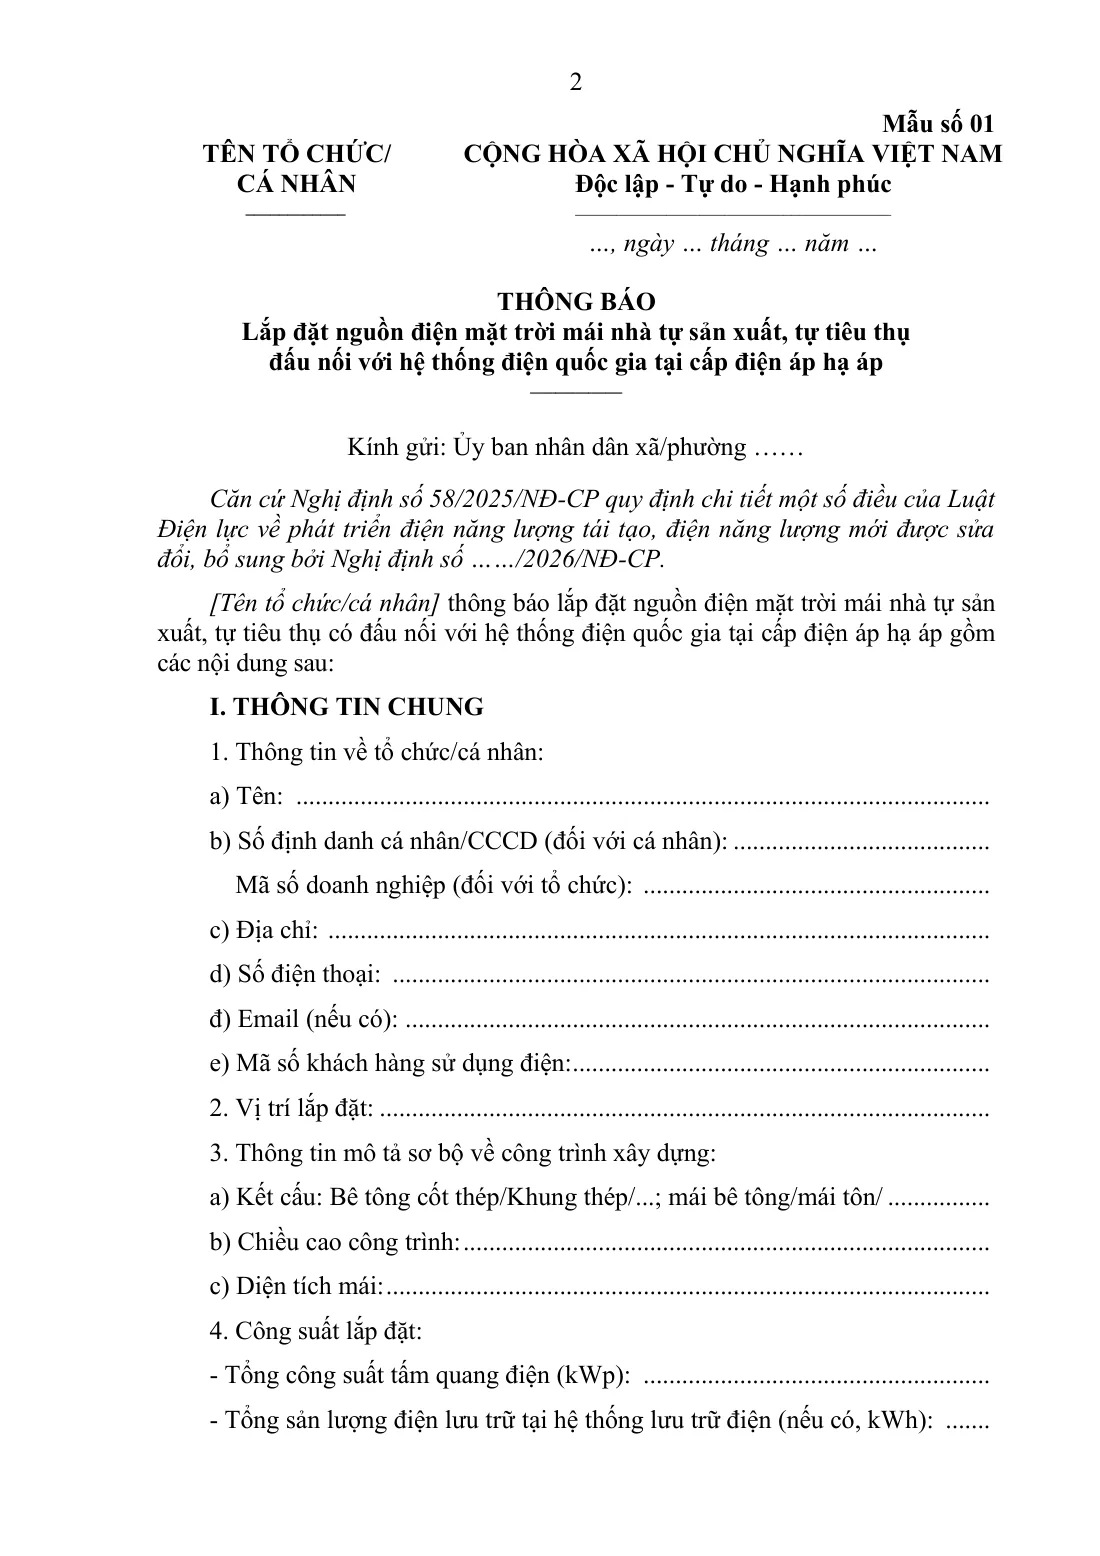 2
Mẫu số 01
TÊN TỔ CHỨC/
CÁ NHÂN
CỘNG HÒA XÃ HỘI CHỦ NGHĨA VIỆT NAM
Độc lập - Tự do - Hạnh phúc
..., ngày ... tháng ... năm ...
THÔNG BÁO
Lắp đặt nguồn điện mặt trời mái nhà tự sản xuất, tự tiêu thụ
đấu nối với hệ thống điện quốc gia tại cấp điện áp hạ áp
Kính gửi: Ủy ban nhân dân xã/phường ……
Căn cứ Nghị định số 58/2025/NĐ-CP quy định chi tiết một số điều của Luật
Điện lực về phát triển điện năng lượng tái tạo, điện năng lượng mới được sửa
đổi, bổ sung bởi Nghị định số ……/2026/NĐ-CP.
[Tên tổ chức/cá nhân] thông báo lắp đặt nguồn điện mặt trời mái nhà tự sản
xuất, tự tiêu thụ có đấu nối với hệ thống điện quốc gia tại cấp điện áp hạ áp gồm
các nội dung sau:
I. THÔNG TIN CHUNG
1. Thông tin về tổ chức/cá nhân:
a) Tên: ............................................................................................................
b) Số định danh cá nhân/CCCD (đối với cá nhân): ........................................
Mã số doanh nghiệp (đối với tổ chức): ......................................................
c) Địa chỉ: .......................................................................................................
d) Số điện thoại: .............................................................................................
đ) Email (nếu có): ...........................................................................................
e) Mã số khách hàng sử dụng điện:.................................................................
2. Vị trí lắp đặt: ...............................................................................................
3. Thông tin mô tả sơ bộ về công trình xây dựng:
a) Kết cấu: Bê tông cốt thép/Khung thép/...; mái bê tông/mái tôn/ ................
b) Chiều cao công trình:..................................................................................
c) Diện tích mái:..............................................................................................
4. Công suất lắp đặt:
- Tổng công suất tấm quang điện (kWp): ......................................................
- Tổng sản lượng điện lưu trữ tại hệ thống lưu trữ điện (nếu có, kWh): .......